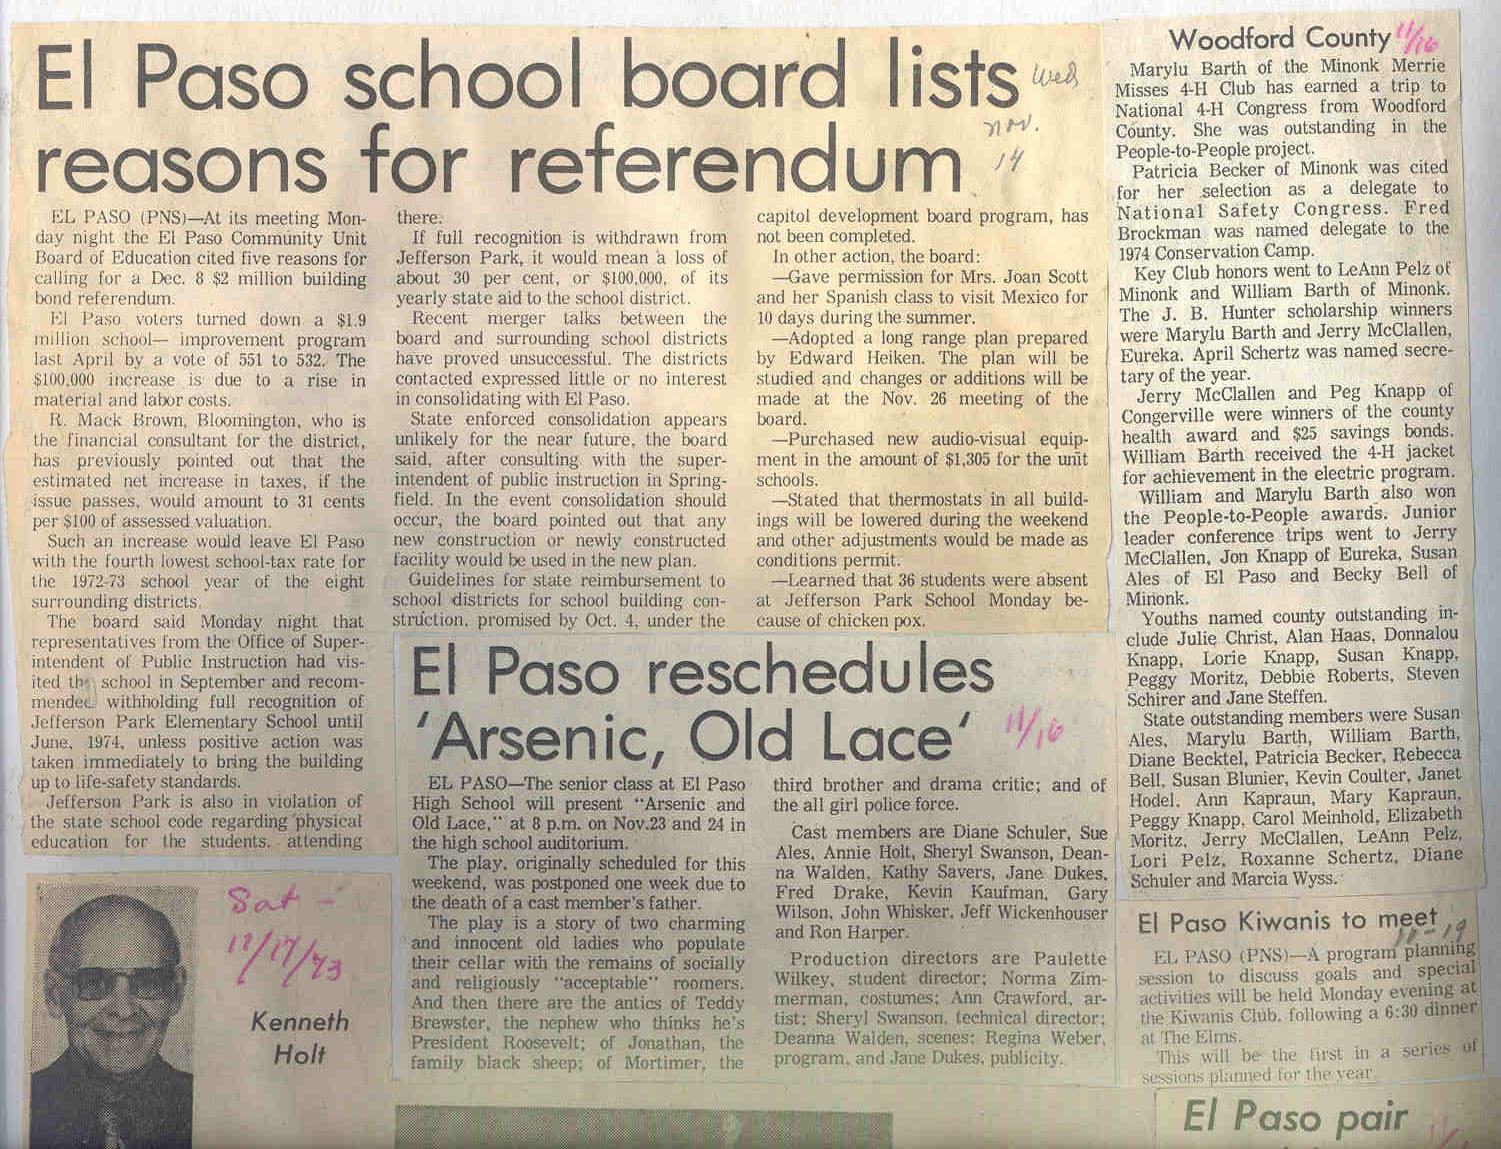 El Paso school board lists
reasons for referendum
Wed
Nov.
14
EL PASO (PNS)—At its meeting Mon-
day night the El Paso Community Unit
Board of Education cited five reasons for
calling for a Dec. 8 $2 million building
bond referendum.
El Paso voters turned down a $1.9
million school— improvement program
last April by a vote of 551 to 532. The
$100,000 increase is due to a rise in
material and labor costs.
R. Mack Brown, Bloomington, who is
the financial consultant for the district,
has previously pointed out that the
estimated net increase in taxes, if the
issue passes, would amount to 31 cents
per $100 of assessed valuation.
Such an increase would leave El Paso
with the fourth lowest school-tax rate for
the 1972-73 school year of the eight
surrounding districts.
The board said Monday night that
representatives from the Office of Super-
intendent of Public Instruction had vis-
ited the school in September and recom-
mended withholding full recognition of
Jefferson Park Elementary School until
June, 1974, unless positive action was
taken immediately to bring the building
up to life-safety standards.
Jefferson Park is also in violation of
the state school code regarding physical
education for the students, attending
there.
If full recognition is withdrawn from
Jefferson Park, it would mean a loss of
about 30 per cent, or $100,000, of its
yearly state aid to the school district.
Recent merger talks between the
board and surrounding school districts
have proved unsuccessful. The districts
contacted expressed little or no interest
in consolidating with El Paso.
State enforced consolidation appears
unlikely for the near future, the board
said, after consulting with the super-
intendent of public instruction in Spring-
field. In the event consolidation should
occur, the board pointed out that any
new construction or newly constructed
facility would be used in the new plan.
Guidelines for state reimbursement to
school districts for school building con-
struction, promised by Oct. 4, under the
capitol development board program, has
not been completed.
In other action, the board:
—Gave permission for Mrs. Joan Scott
and her Spanish class to visit Mexico for
10 days during the summer.
—Adopted a long range plan prepared
by Edward Heiken. The plan will be
studied and changes or additions will be
made at the Nov. 26 meeting of the
board.
—Purchased new audio-visual equip-
ment in the amount of $1,305 for the unit
schools.
—Stated that thermostats in all build-
ings will be lowered during the weekend
and other adjustments would be made as
conditions permit.
—Learned that 36 students were absent
at Jefferson Park School Monday be-
cause of chicken pox.
El Paso reschedules
'Arsenic, Old Lace'
11/16
EL PASO—The senior class at El Paso
High School will present "Arsenic and
Old Lace," at 8 p.m. on Nov.23 and 24 in
the high school auditorium.
The play, originally scheduled for this
weekend, was postponed one week due to
the death of a cast member's father.
The play is a story of two charming
and innocent old ladies who populate
their cellar with the remains of socially
and religiously "acceptable" roomers.
And then there are the antics of Teddy
Brewster, the nephew who thinks he's
President Roosevelt; of Jonathan, the
family black sheep; of Mortimer, the
third brother and drama critic; and of
the all girl police force.
Cast members are Diane Schuler, Sue
Ales, Annie Holt, Sheryl Swanson, Dean-
na Walden, Kathy Savers, Jane Dukes,
Fred Drake, Kevin Kaufman, Gary
Wilson, John Whisker, Jeff Wickenhouser
and Ron Harper.
Production directors are Paulette
Wilkey, student director; Norma Zim-
merman, costumes; Ann Crawford, ar-
tist; Sheryl Swanson, technical director;
Deanna Walden, scenes; Regina Weber,
program, and Jane Dukes, publicity.
Sat -
12/17/73
Kenneth
Holt
Woodford County
11/16
Marylu Barth of the Minonk Merrie
Misses 4-H Club has earned a trip to
National 4-H Congress from Woodford
County. She was outstanding in the
People-to-People project.
Patricia Becker of Minonk was cited
for her selection as a delegate to
National Safety Congress. Fred
Brockman was named delegate to the
1974 Conservation Camp.
Key Club honors went to LeAnn Pelz of
Minonk and William Barth of Minonk.
The J. B. Hunter scholarship winners
were Marylu Barth and Jerry McClallen,
Eureka. April Schertz was named secre-
tary of the year.
Jerry McClallen and Peg Knapp of
Congerville were winners of the county
health award and $25 savings bonds.
William Barth received the 4-H jacket
for achievement in the electric program.
William and Marylu Barth also won
the People-to-People awards. Junior
leader conference trips went to Jerry
McClallen, Jon Knapp of Eureka, Susan
Ales of El Paso and Becky Bell of
Minonk.
Youths named county outstanding in-
clude Julie Christ, Alan Haas, Donnalou
Knapp, Lorie Knapp, Susan Knapp,
Peggy Moritz, Debbie Roberts, Steven
Schirer and Jane Steffen.
State outstanding members were Susan
Ales, Marylu Barth, William Barth,
Diane Becktel, Patricia Becker, Rebecca
Bell, Susan Blunier, Kevin Coulter, Janet
Hodel, Ann Kapraun, Mary Kapraun,
Peggy Knapp, Carol Meinhold, Elizabeth
Moritz, Jerry McClallen, LeAnn Pelz,
Lori Pelz, Roxanne Schertz, Diane
Schuler and Marcia Wyss.
El Paso Kiwanis to meet
11-19
EL PASO (PNS)—A program planning
session to discuss goals and special
activities will be held Monday evening at
the Kiwanis Club, following a 6:30 dinner
at The Elms.
This will be the first in a series of
sessions planned for the year.
El Paso pair